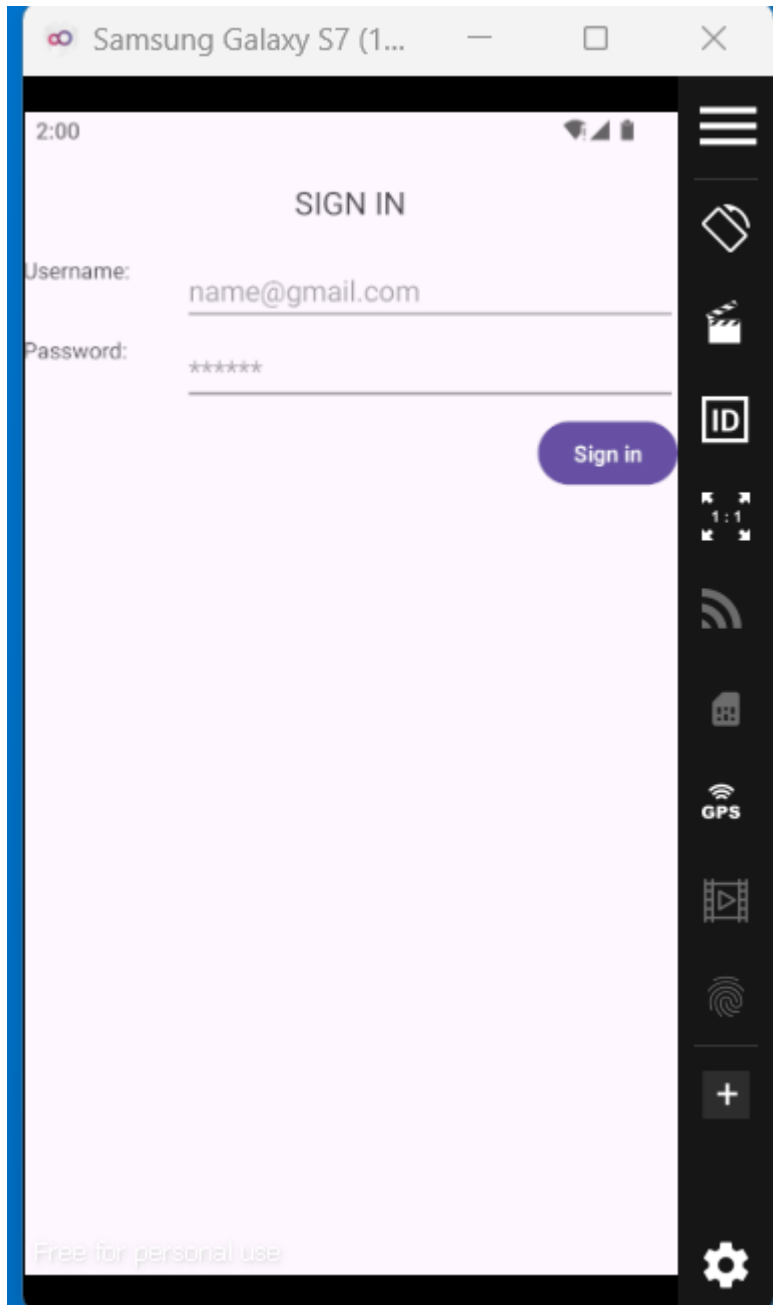 Samsung Galaxy S7 (1...
2:00
SIGN IN
Username:
name@gmail.com
Password:
******
Sign in
ID
1:1
GPS
Free for personal use